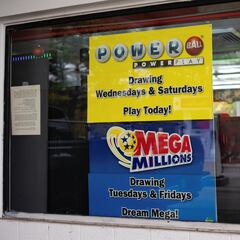 POWERBALL
POWERPLAY
Drawing
Wednesdays & Saturdays
Play Today!
MEGA
MILLIONS
Drawing
Tuesdays & Fridays
Dream Mega!